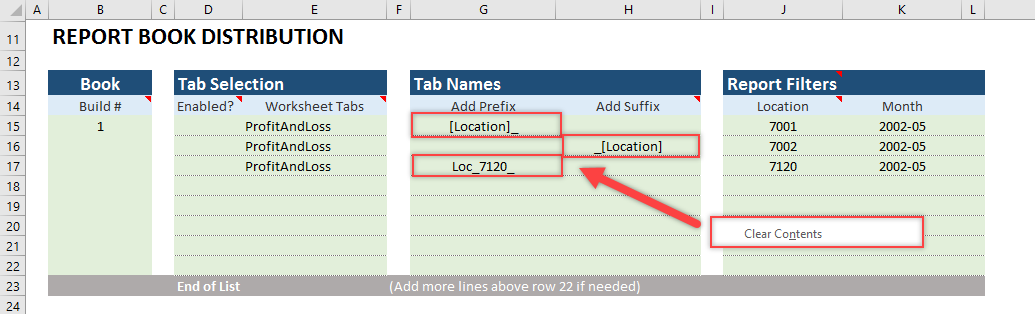 A B C D E F G H I J K L
11 REPORT BOOK DISTRIBUTION
12
13 Book Tab Selection Tab Names Report Filters
14 Build # Enabled? Worksheet Tabs Add Prefix Add Suffix Location Month
15 1 ProfitAndLoss [Location]_ 7001 2002-05
16 ProfitAndLoss _[Location] 7002 2002-05
17 ProfitAndLoss Loc_7120_ 7120 2002-05
18
19
20
Clear Contents
21
22
23 End of List (Add more lines above row 22 if needed)
24